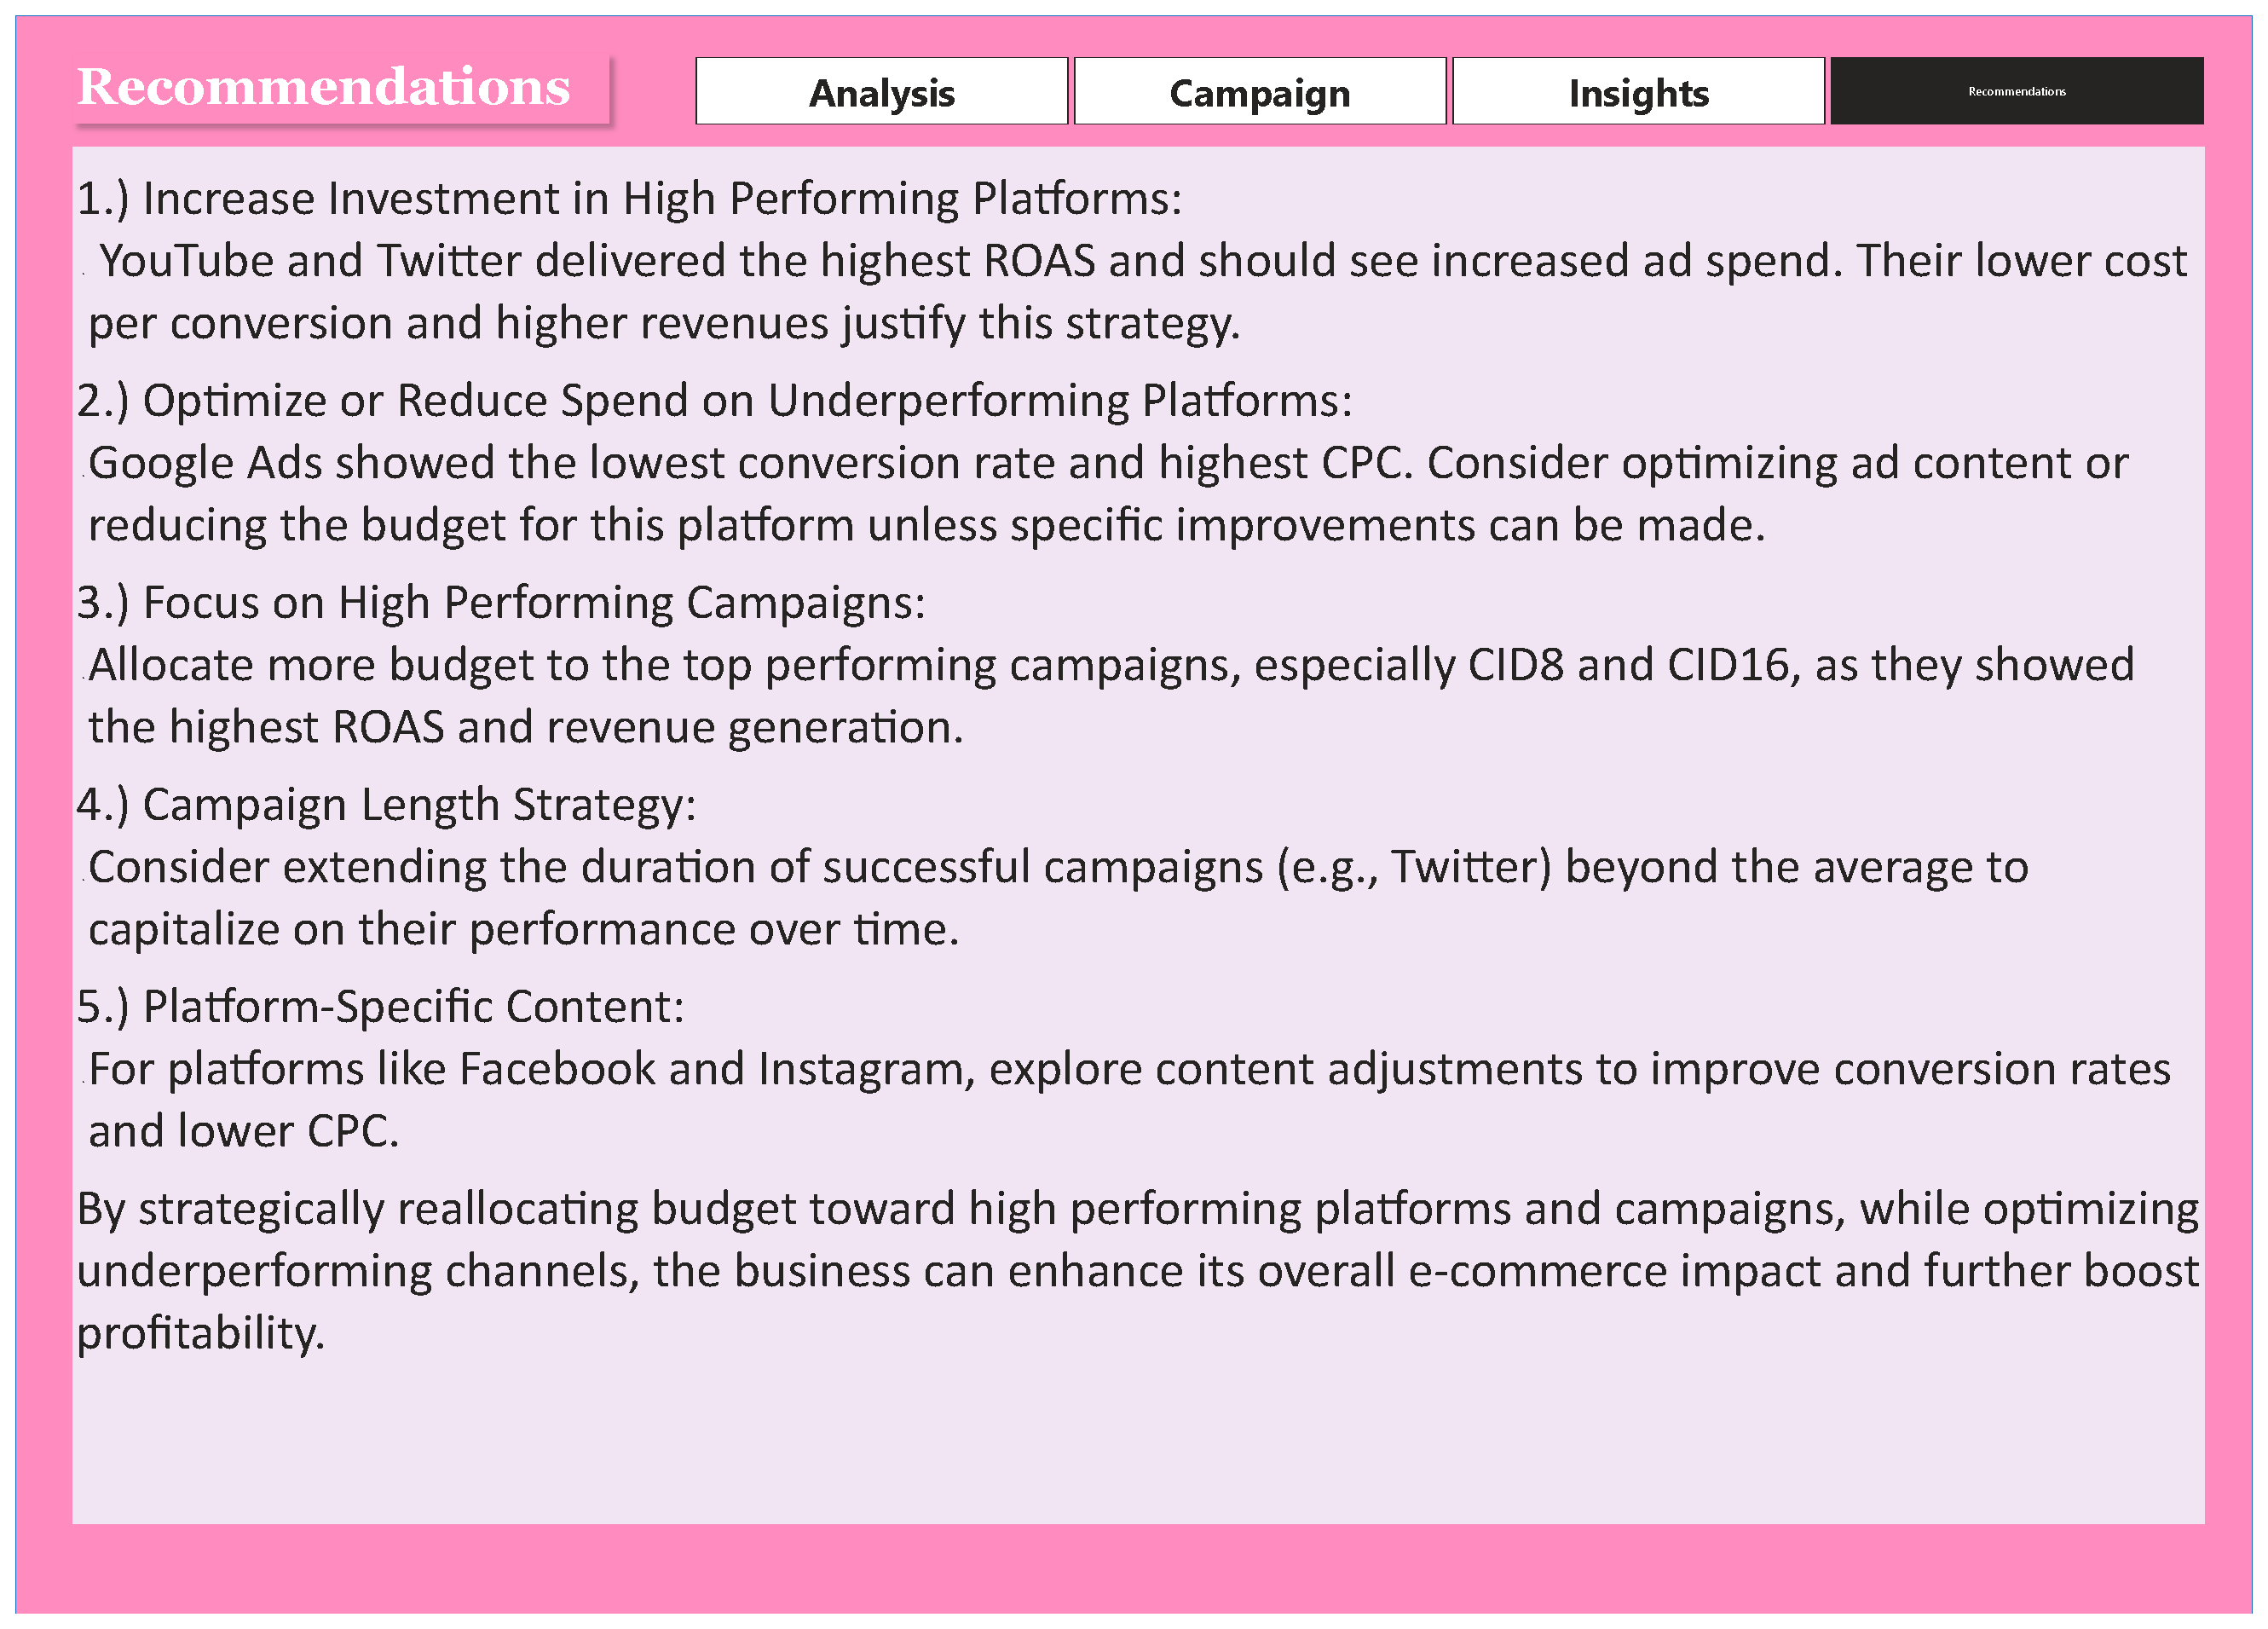 Recommendations
Analysis
Campaign
Insights
Recommendations
1.) Increase Investment in High Performing Platforms:
. YouTube and Twitter delivered the highest ROAS and should see increased ad spend. Their lower cost
per conversion and higher revenues justify this strategy.
2.) Optimize or Reduce Spend on Underperforming Platforms:
.Google Ads showed the lowest conversion rate and highest CPC. Consider optimizing ad content or
reducing the budget for this platform unless specific improvements can be made.
3.) Focus on High Performing Campaigns:
.Allocate more budget to the top performing campaigns, especially CID8 and CID16, as they showed
the highest ROAS and revenue generation.
4.) Campaign Length Strategy:
.Consider extending the duration of successful campaigns (e.g., Twitter) beyond the average to
capitalize on their performance over time.
5.) Platform-Specific Content:
.For platforms like Facebook and Instagram, explore content adjustments to improve conversion rates
and lower CPC.
By strategically reallocating budget toward high performing platforms and campaigns, while optimizing
underperforming channels, the business can enhance its overall e-commerce impact and further boost
profitability.